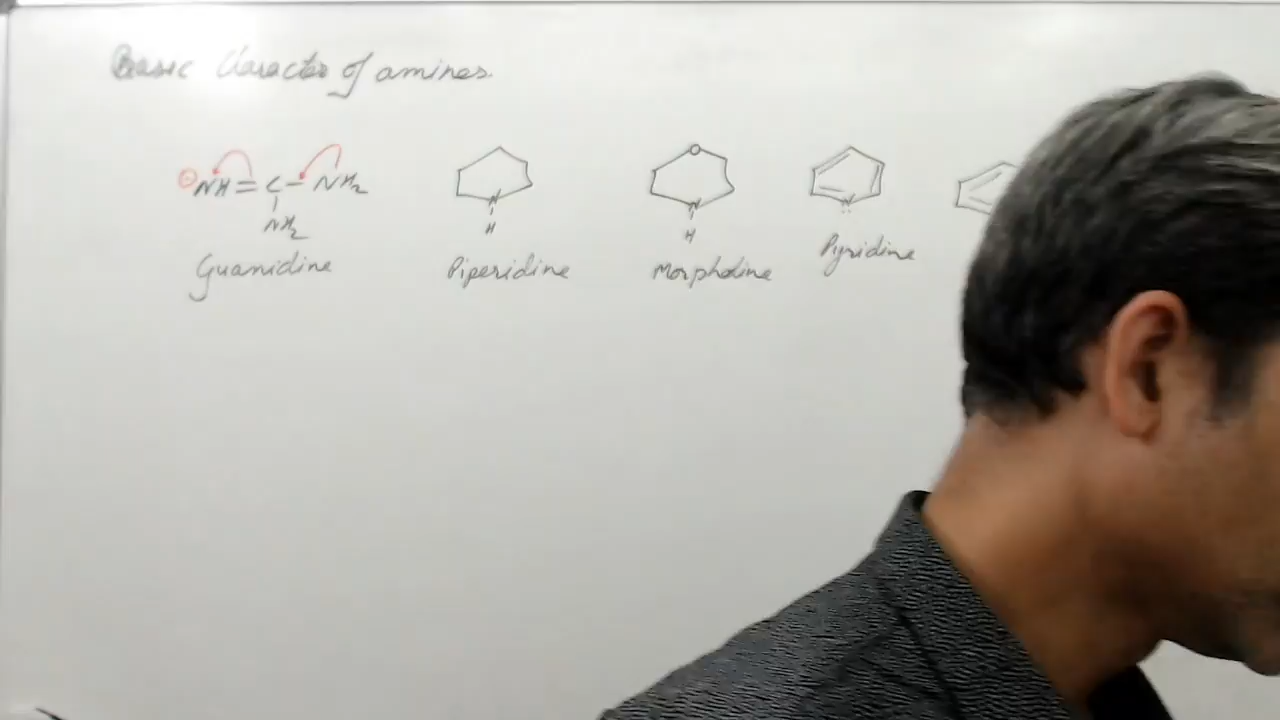 Basic Character of amines.
⊖NH = C - NH2
NH2
Guanidine
N
H
Piperidine
O
N
H
Morpholine
N
Pyridine